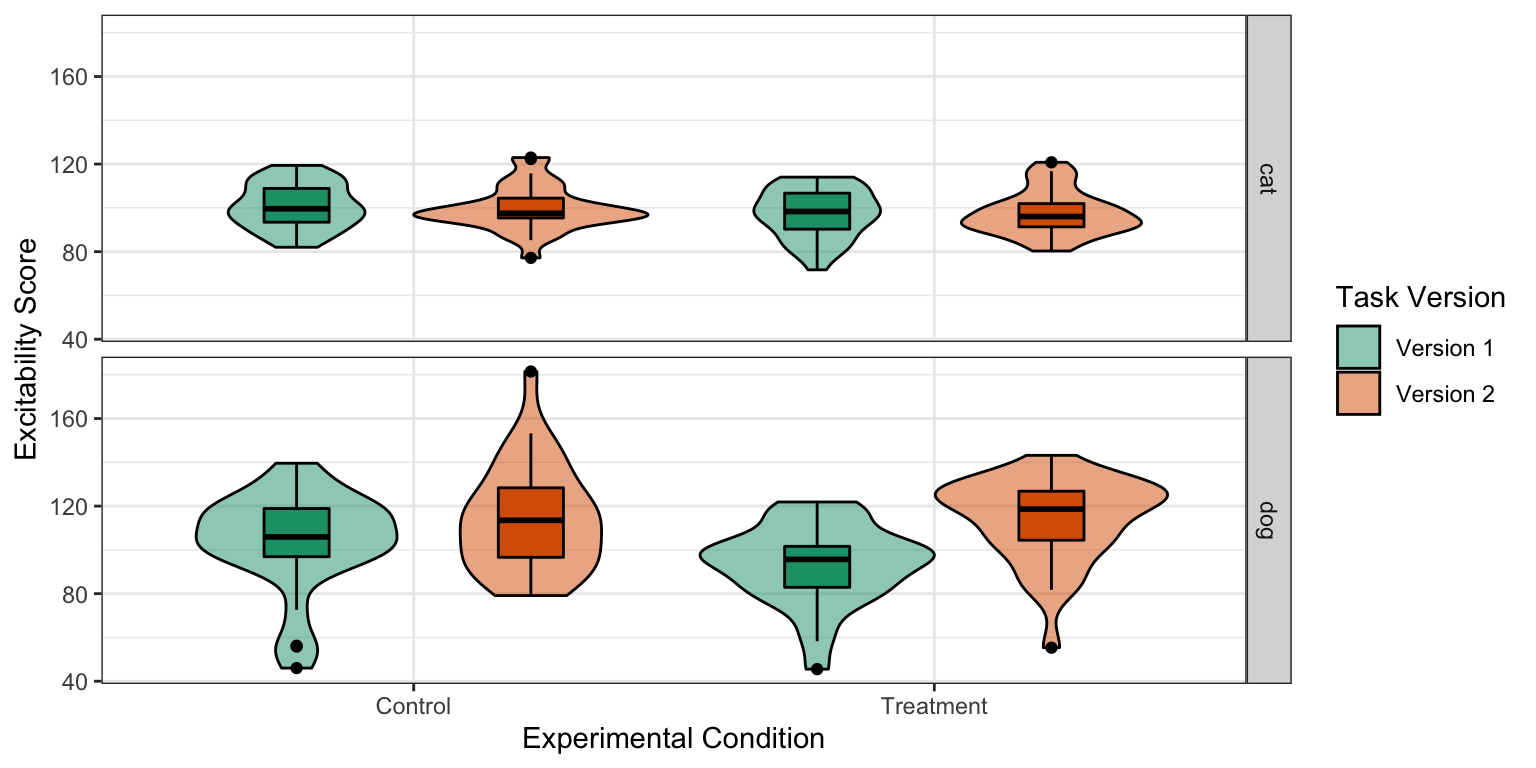 Excitability Score
160
120
80
40
cat
160
120
80
40
dog
Control Treatment
Experimental Condition
Task Version
Version 1
Version 2